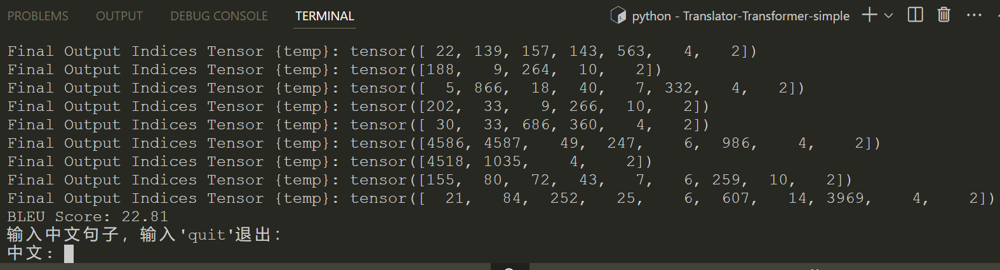 PROBLEMS OUTPUT DEBUG CONSOLE TERMINAL python - Translator-Transformer-simple
Final Output Indices Tensor {temp}: tensor([ 22, 139, 157, 143, 563,   4,   2])
Final Output Indices Tensor {temp}: tensor([188,   9, 264,  10,   2])
Final Output Indices Tensor {temp}: tensor([  5, 866,  18,  40,   7, 332,   4,   2])
Final Output Indices Tensor {temp}: tensor([202,  33,   9, 266,  10,   2])
Final Output Indices Tensor {temp}: tensor([ 30,  33, 686, 360,   4,   2])
Final Output Indices Tensor {temp}: tensor([4586, 4587,   49,  247,    6,  986,    4,    2])
Final Output Indices Tensor {temp}: tensor([4518, 1035,    4,    2])
Final Output Indices Tensor {temp}: tensor([155,  80,  72,  43,   7,   6, 259,  10,   2])
Final Output Indices Tensor {temp}: tensor([  21,   84,  252,   25,    6,  607,   14, 3969,    4,    2])
BLEU Score: 22.81
输入中文句子，输入'quit'退出：
中文：